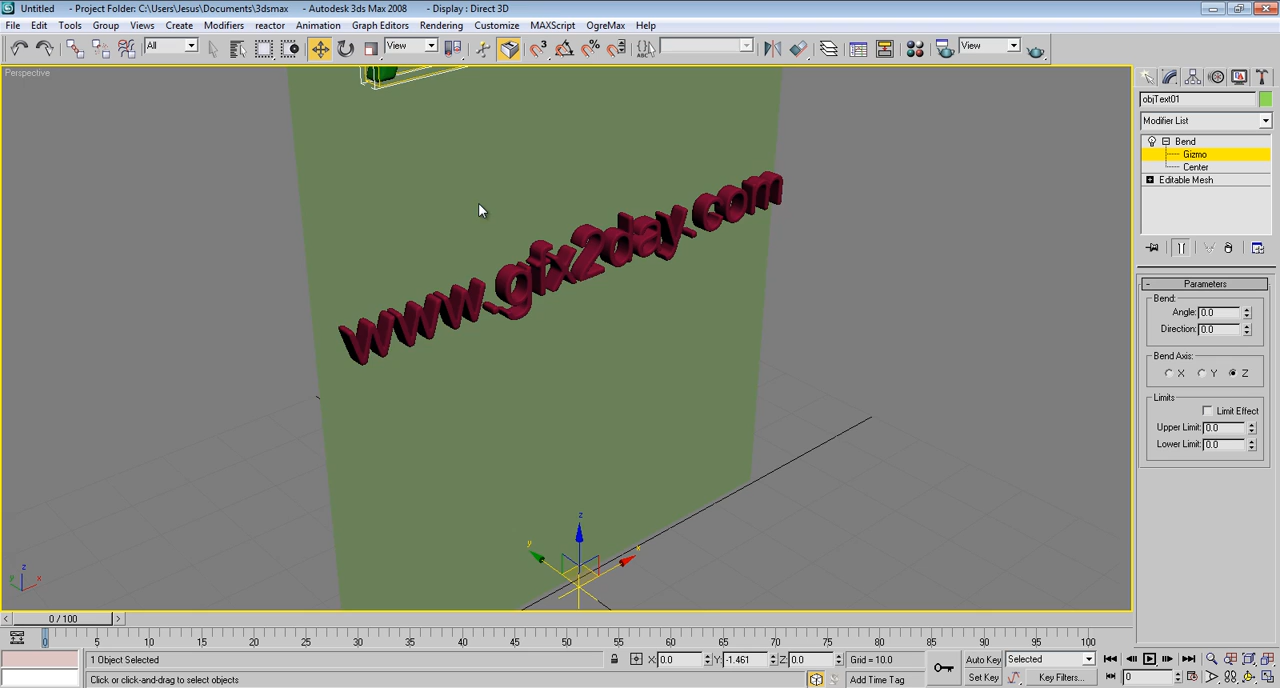 Untitled - Project Folder: C:\Users\Jesus\Documents\3dsmax - Autodesk 3ds Max 2008 - Display : Direct 3D
File Edit Tools Group Views Create Modifiers reactor Animation Graph Editors Rendering Customize MAXScript OgreMax Help
All View 3 View
Perspective
objText01
Modifier List
Bend
Gizmo
Center
Editable Mesh
www.gfx2day.com
Parameters
Bend:
Angle: 0.0
Direction: 0.0
Bend Axis:
X Y Z
Limits
Limit Effect
Upper Limit: 0.0
Lower Limit: 0.0
z
y x
z
y x
0 / 100
0 5 10 15 20 25 30 35 40 45 50 55 60 65 70 75 80 85 90 95 100
1 Object Selected X: 0.0 Y: -1.461 Z: 0.0 Grid = 10.0 Auto Key Selected
Click or click-and-drag to select objects Add Time Tag Set Key Key Filters... 0